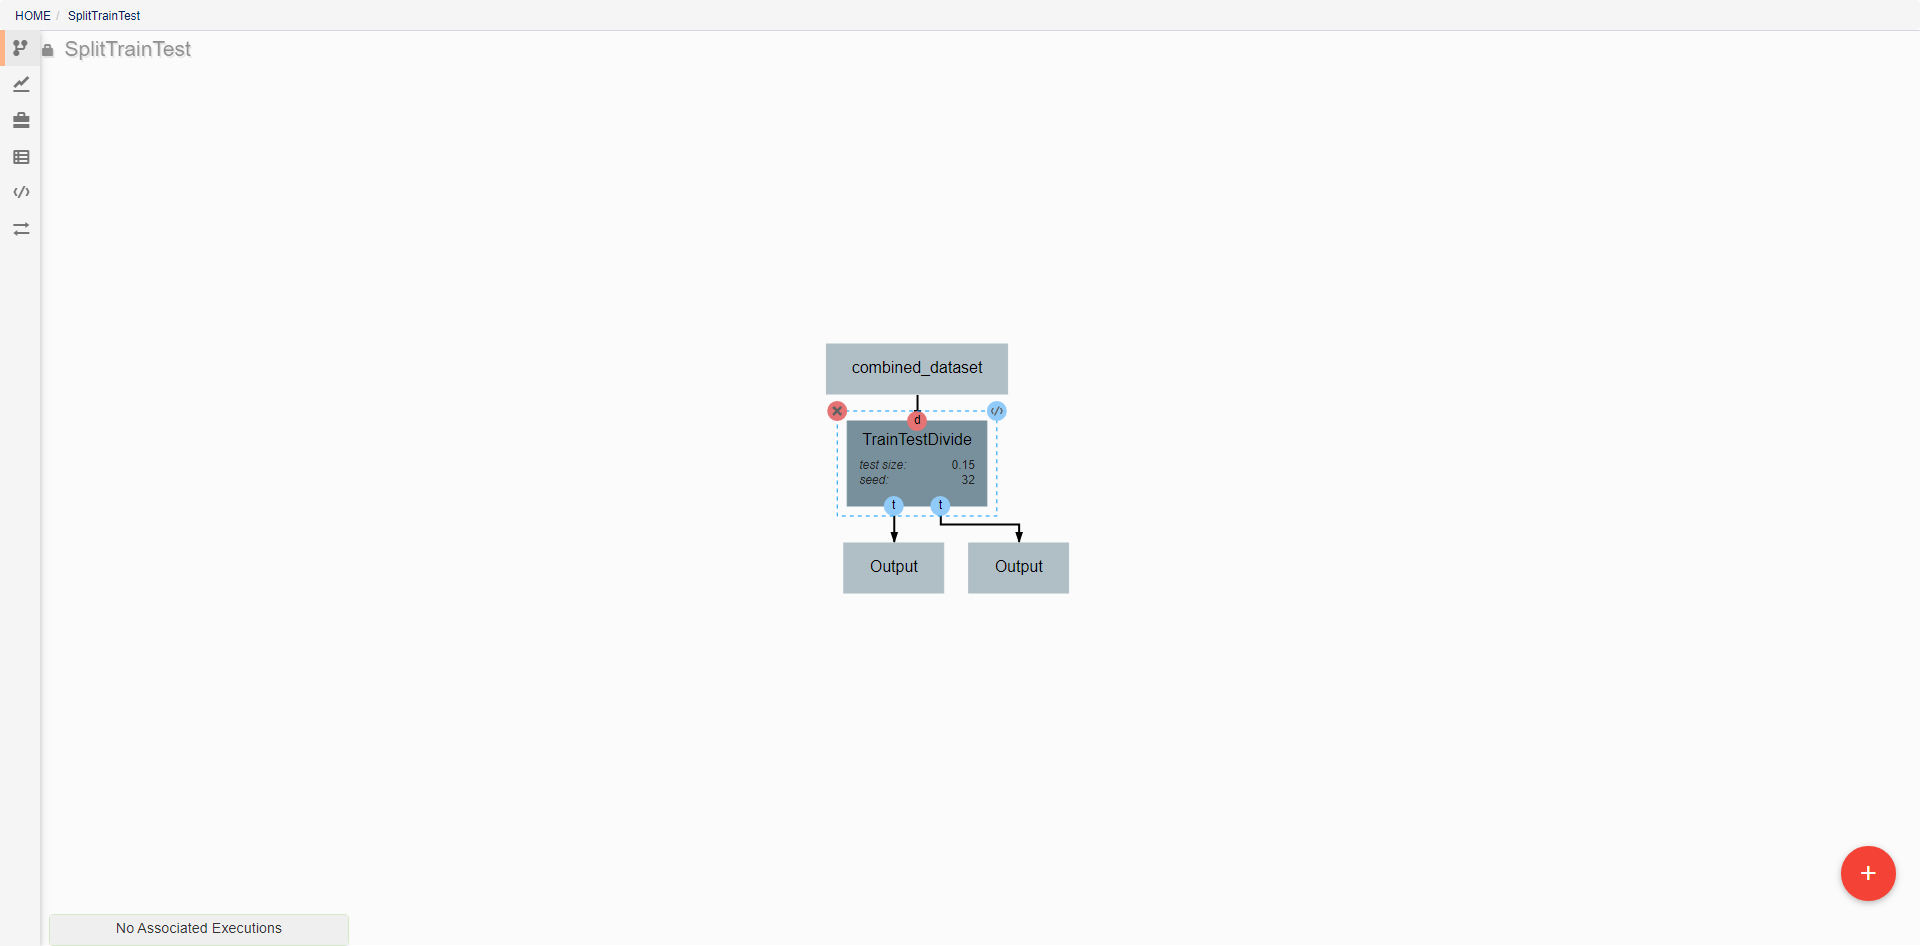 HOME / SplitTrainTest
SplitTrainTest
combined_dataset
d
TrainTestDivide
test size: 0.15
seed: 32
t t
Output Output
No Associated Executions